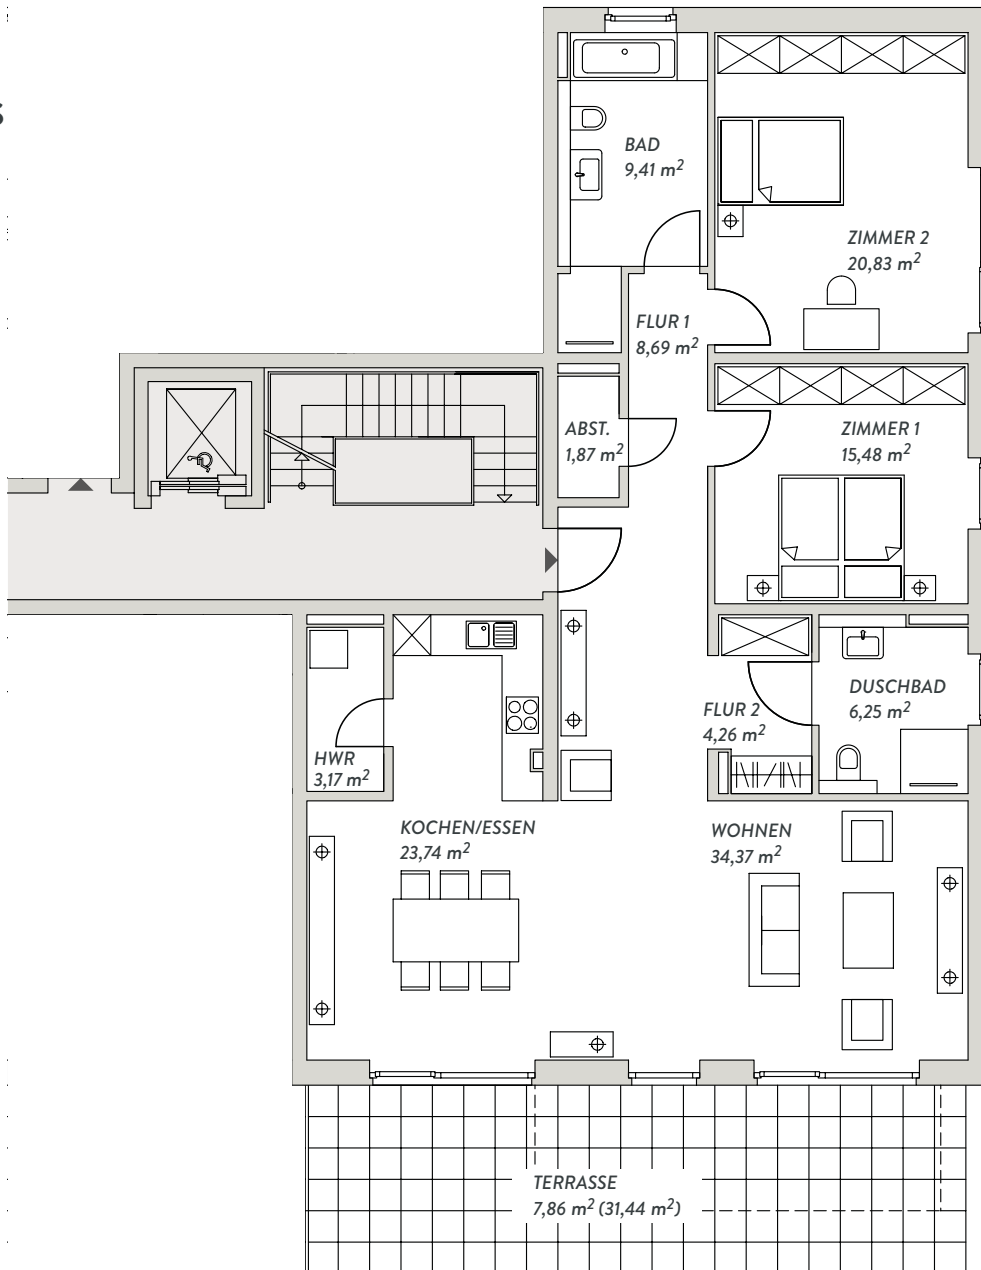 BAD
9,41 m²
ZIMMER 2
20,83 m²
FLUR 1
8,69 m²
ABST.
1,87 m²
ZIMMER 1
15,48 m²
DUSCHBAD
6,25 m²
FLUR 2
4,26 m²
HWR
3,17 m²
KOCHEN/ESSEN
23,74 m²
WOHNEN
34,37 m²
TERRASSE
7,86 m² (31,44 m²)